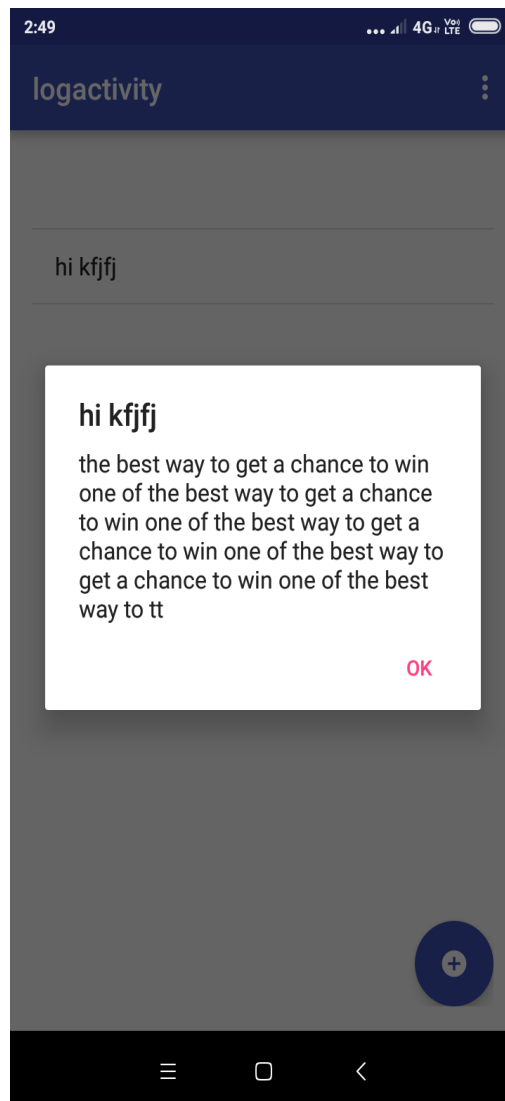 2:49
4G Vo) LTE
logactivity
hi kfjfj
hi kfjfj
the best way to get a chance to win
one of the best way to get a chance
to win one of the best way to get a
chance to win one of the best way to
get a chance to win one of the best
way to tt
OK